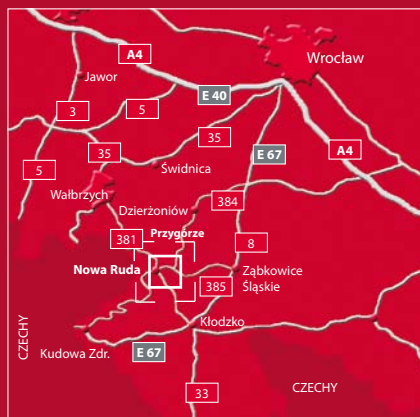 A4
Wrocław
Jawor
E 40
3
5
35
A4
35
E 67
5
Świdnica
Wałbrzych
384
Dzierżoniów
Przygórze
381
8
Nowa Ruda
Ząbkowice
Śląskie
385
Kłodzko
CZECHY
Kudowa Zdr.
E 67
CZECHY
33